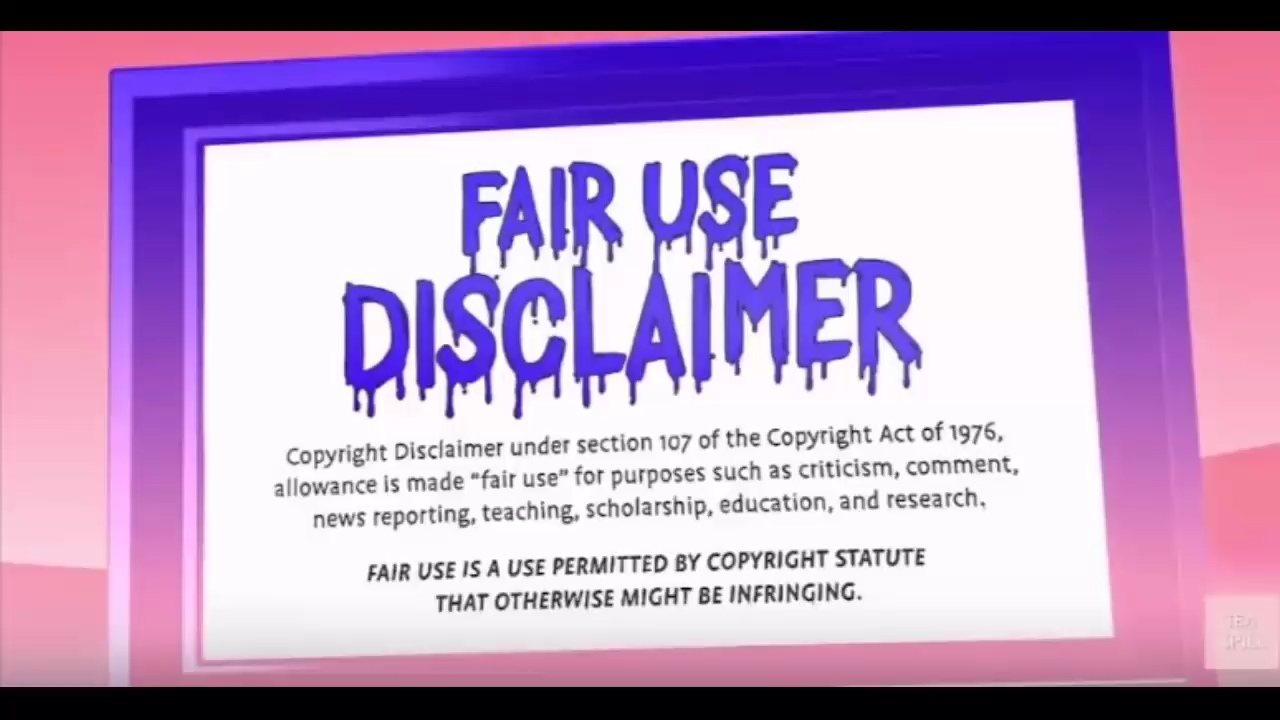 FAIR USE
DISCLAIMER
Copyright Disclaimer under section 107 of the Copyright Act of 1976,
allowance is made “fair use” for purposes such as criticism, comment,
news reporting, teaching, scholarship, education, and research.
FAIR USE IS A USE PERMITTED BY COPYRIGHT STATUTE
THAT OTHERWISE MIGHT BE INFRINGING.